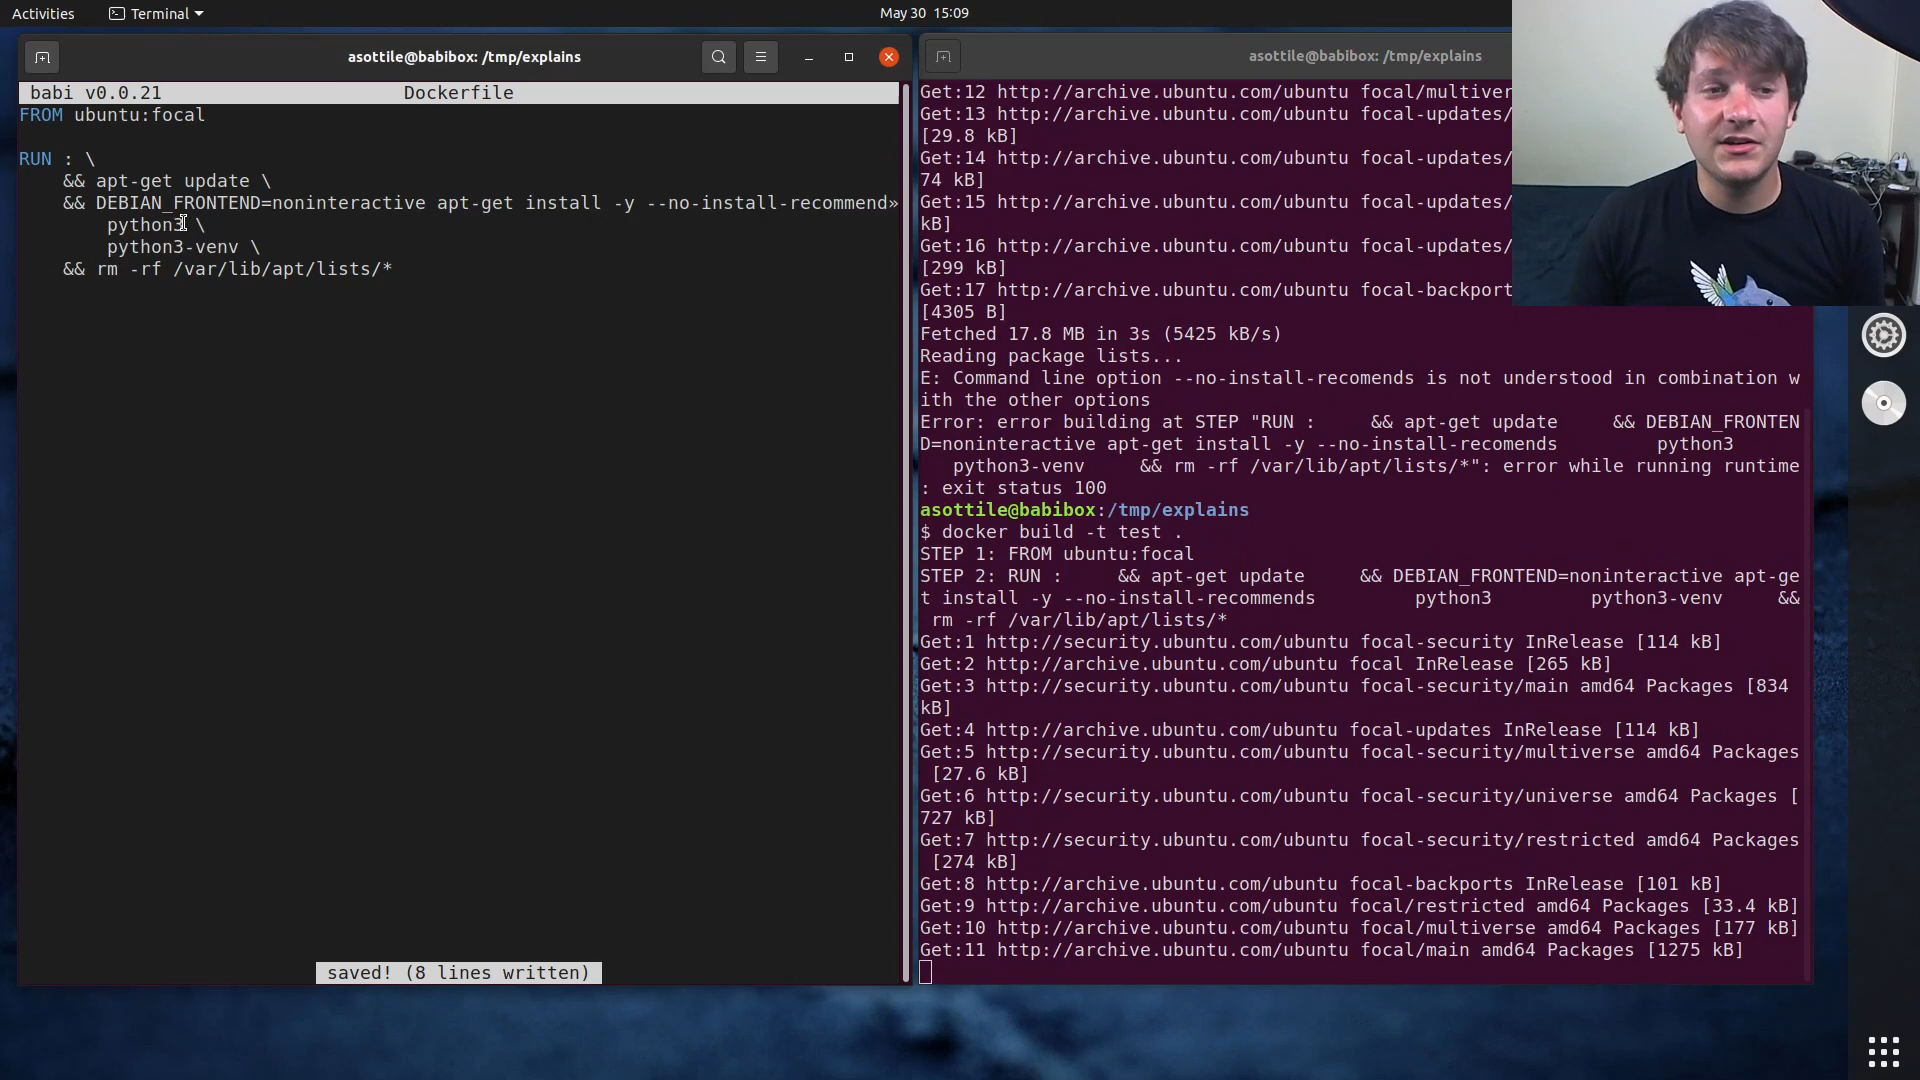 Activities
Terminal
May 30 15:09
asottile@babibox: /tmp/explains
babi v0.0.21
Dockerfile
FROM ubuntu:focal
RUN : \
&& apt-get update \
&& DEBIAN_FRONTEND=noninteractive apt-get install -y --no-install-recommend»
python3 \
python3-venv \
&& rm -rf /var/lib/apt/lists/*
saved! (8 lines written)
asottile@babibox: /tmp/explains
Get:12 http://archive.ubuntu.com/ubuntu focal/multiver
Get:13 http://archive.ubuntu.com/ubuntu focal-updates/
[29.8 kB]
Get:14 http://archive.ubuntu.com/ubuntu focal-updates/
74 kB]
Get:15 http://archive.ubuntu.com/ubuntu focal-updates/
kB]
Get:16 http://archive.ubuntu.com/ubuntu focal-updates/
[299 kB]
Get:17 http://archive.ubuntu.com/ubuntu focal-backport
[4305 B]
Fetched 17.8 MB in 3s (5425 kB/s)
Reading package lists...
E: Command line option --no-install-recomends is not understood in combination w
ith the other options
Error: error building at STEP "RUN : && apt-get update && DEBIAN_FRONTEN
D=noninteractive apt-get install -y --no-install-recomends python3
python3-venv && rm -rf /var/lib/apt/lists/*": error while running runtime
: exit status 100
asottile@babibox:/tmp/explains
$ docker build -t test .
STEP 1: FROM ubuntu:focal
STEP 2: RUN : && apt-get update && DEBIAN_FRONTEND=noninteractive apt-ge
t install -y --no-install-recommends python3 python3-venv &&
rm -rf /var/lib/apt/lists/*
Get:1 http://security.ubuntu.com/ubuntu focal-security InRelease [114 kB]
Get:2 http://archive.ubuntu.com/ubuntu focal InRelease [265 kB]
Get:3 http://security.ubuntu.com/ubuntu focal-security/main amd64 Packages [834
kB]
Get:4 http://archive.ubuntu.com/ubuntu focal-updates InRelease [114 kB]
Get:5 http://security.ubuntu.com/ubuntu focal-security/multiverse amd64 Packages
[27.6 kB]
Get:6 http://security.ubuntu.com/ubuntu focal-security/universe amd64 Packages [
727 kB]
Get:7 http://security.ubuntu.com/ubuntu focal-security/restricted amd64 Packages
[274 kB]
Get:8 http://archive.ubuntu.com/ubuntu focal-backports InRelease [101 kB]
Get:9 http://archive.ubuntu.com/ubuntu focal/restricted amd64 Packages [33.4 kB]
Get:10 http://archive.ubuntu.com/ubuntu focal/multiverse amd64 Packages [177 kB]
Get:11 http://archive.ubuntu.com/ubuntu focal/main amd64 Packages [1275 kB]